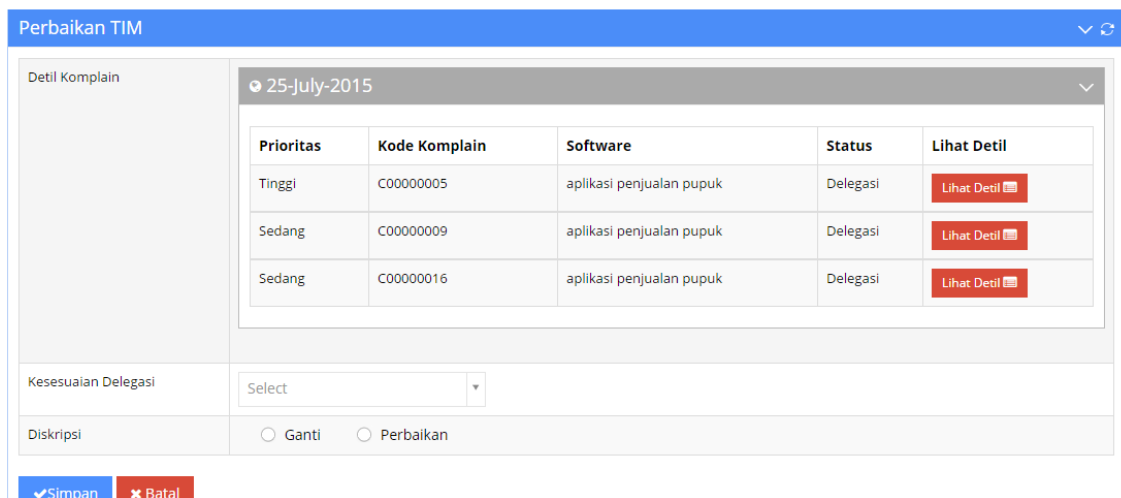 Perbaikan TIM
Detil Komplain
25-July-2015
Prioritas Kode Komplain Software Status Lihat Detil
Tinggi C00000005 aplikasi penjualan pupuk Delegasi Lihat Detil
Sedang C00000009 aplikasi penjualan pupuk Delegasi Lihat Detil
Sedang C00000016 aplikasi penjualan pupuk Delegasi Lihat Detil
Kesesuaian Delegasi Select
Diskripsi Ganti Perbaikan
Simpan Batal